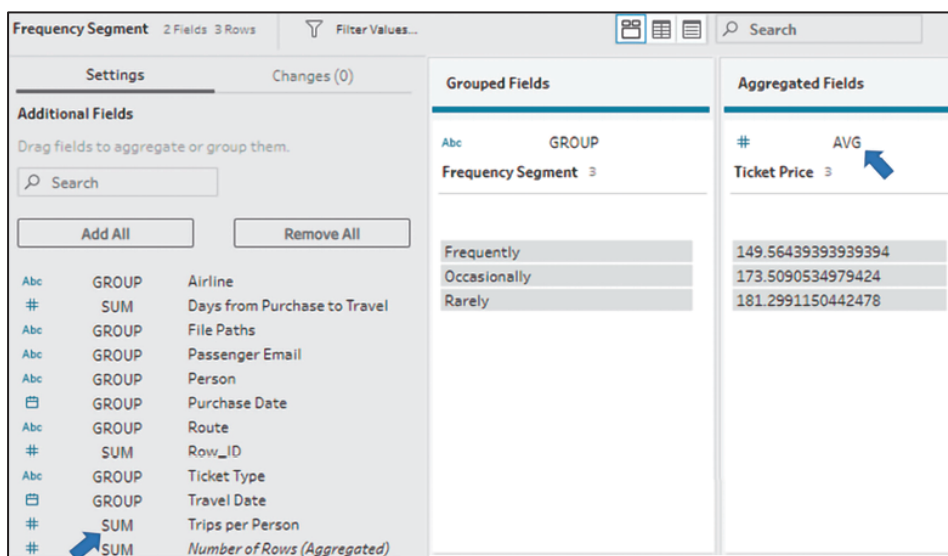 Frequency Segment 2 Fields 3 Rows Filter Values... Search
Settings Changes (0)
Additional Fields
Drag fields to aggregate or group them.
Search
Add All Remove All
Abc GROUP Airline
# SUM Days from Purchase to Travel
Abc GROUP File Paths
Abc GROUP Passenger Email
Abc GROUP Person
GROUP Purchase Date
Abc GROUP Route
# SUM Row_ID
Abc GROUP Ticket Type
GROUP Travel Date
# SUM Trips per Person
# SUM Number of Rows (Aggregated)
Grouped Fields
Abc GROUP
Frequency Segment 3
Frequently
Occasionally
Rarely
Aggregated Fields
# AVG
Ticket Price 3
149.56439393939394
173.5090534979424
181.2991150442478